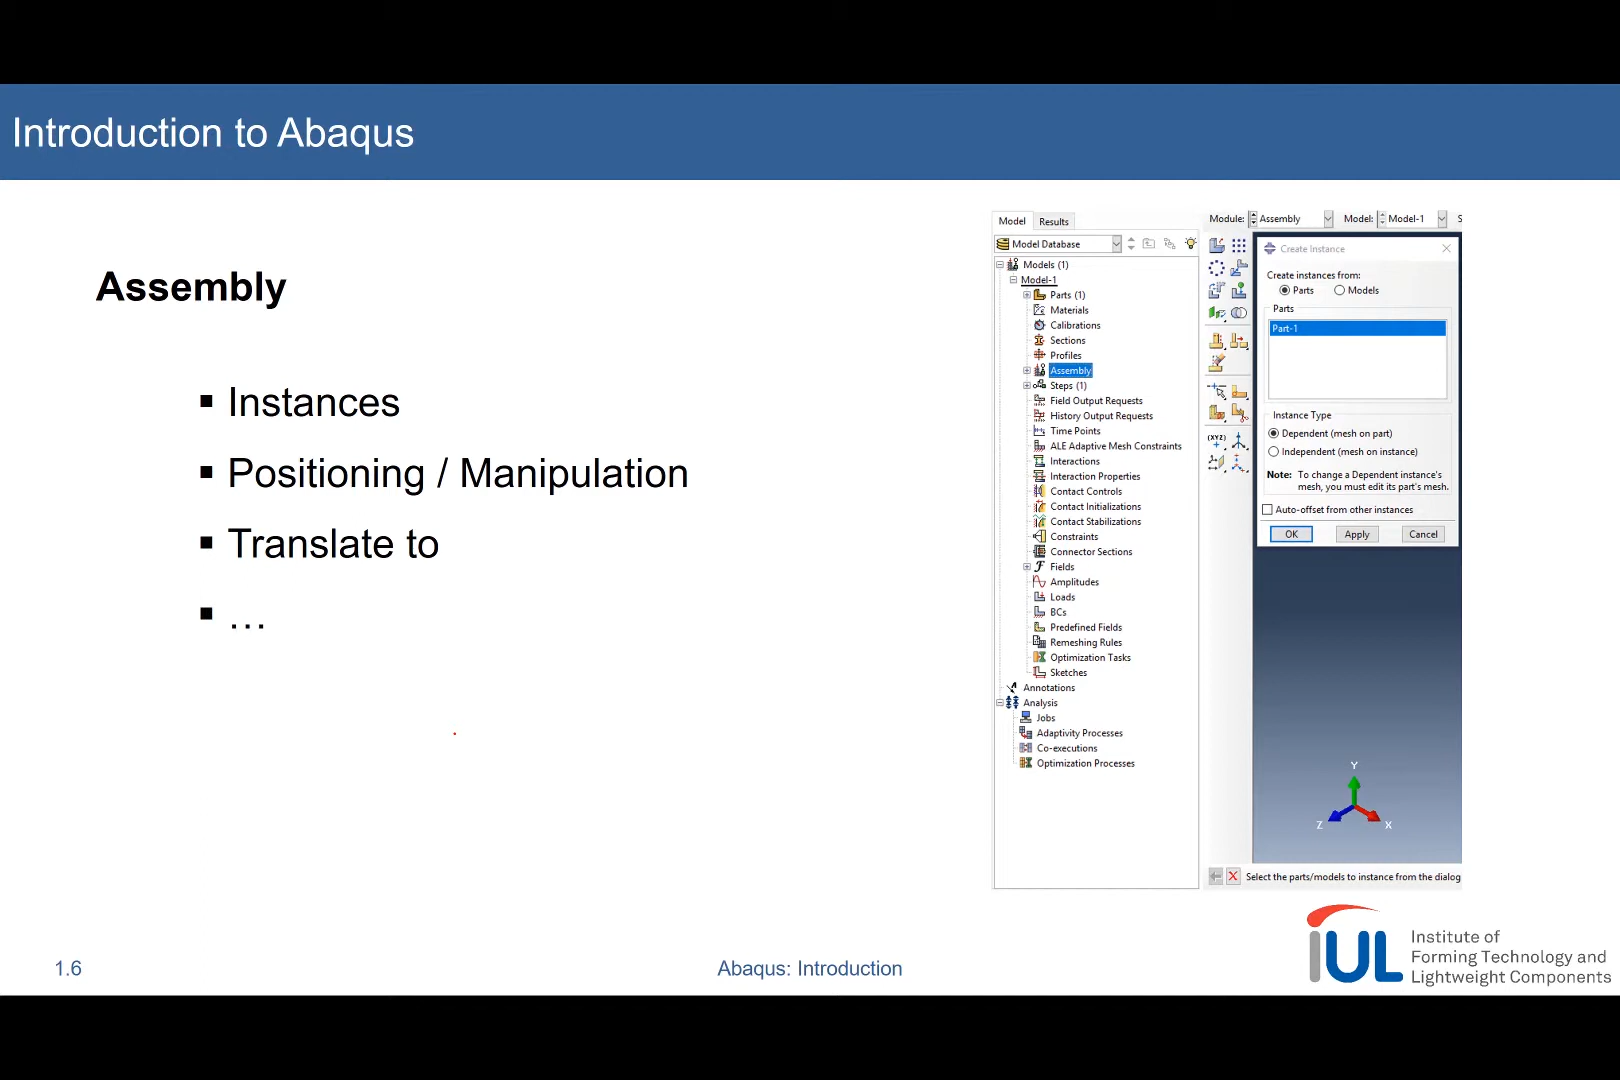 Introduction to Abaqus
Assembly
▪ Instances
▪ Positioning / Manipulation
▪ Translate to
▪ …
Model Results
Model Database
Models (1)
Model-1
Parts (1)
Materials
Calibrations
Sections
Profiles
Assembly
Steps (1)
Field Output Requests
History Output Requests
Time Points
ALE Adaptive Mesh Constraints
Interactions
Interaction Properties
Contact Controls
Contact Initializations
Contact Stabilizations
Constraints
Connector Sections
Fields
Amplitudes
Loads
BCs
Predefined Fields
Remeshing Rules
Optimization Tasks
Sketches
Annotations
Analysis
Jobs
Adaptivity Processes
Co-executions
Optimization Processes
Module: Assembly Model: Model-1 S
Create Instance
Create instances from:
Parts Models
Parts
Part-1
Instance Type
Dependent (mesh on part)
Independent (mesh on instance)
Note: To change a Dependent instance's
mesh, you must edit its part's mesh.
Auto-offset from other instances
OK Apply Cancel
(XYZ)
Y
Z X
Select the parts/models to instance from the dialog
1.6
Abaqus: Introduction
iUL
Institute of
Forming Technology and
Lightweight Components